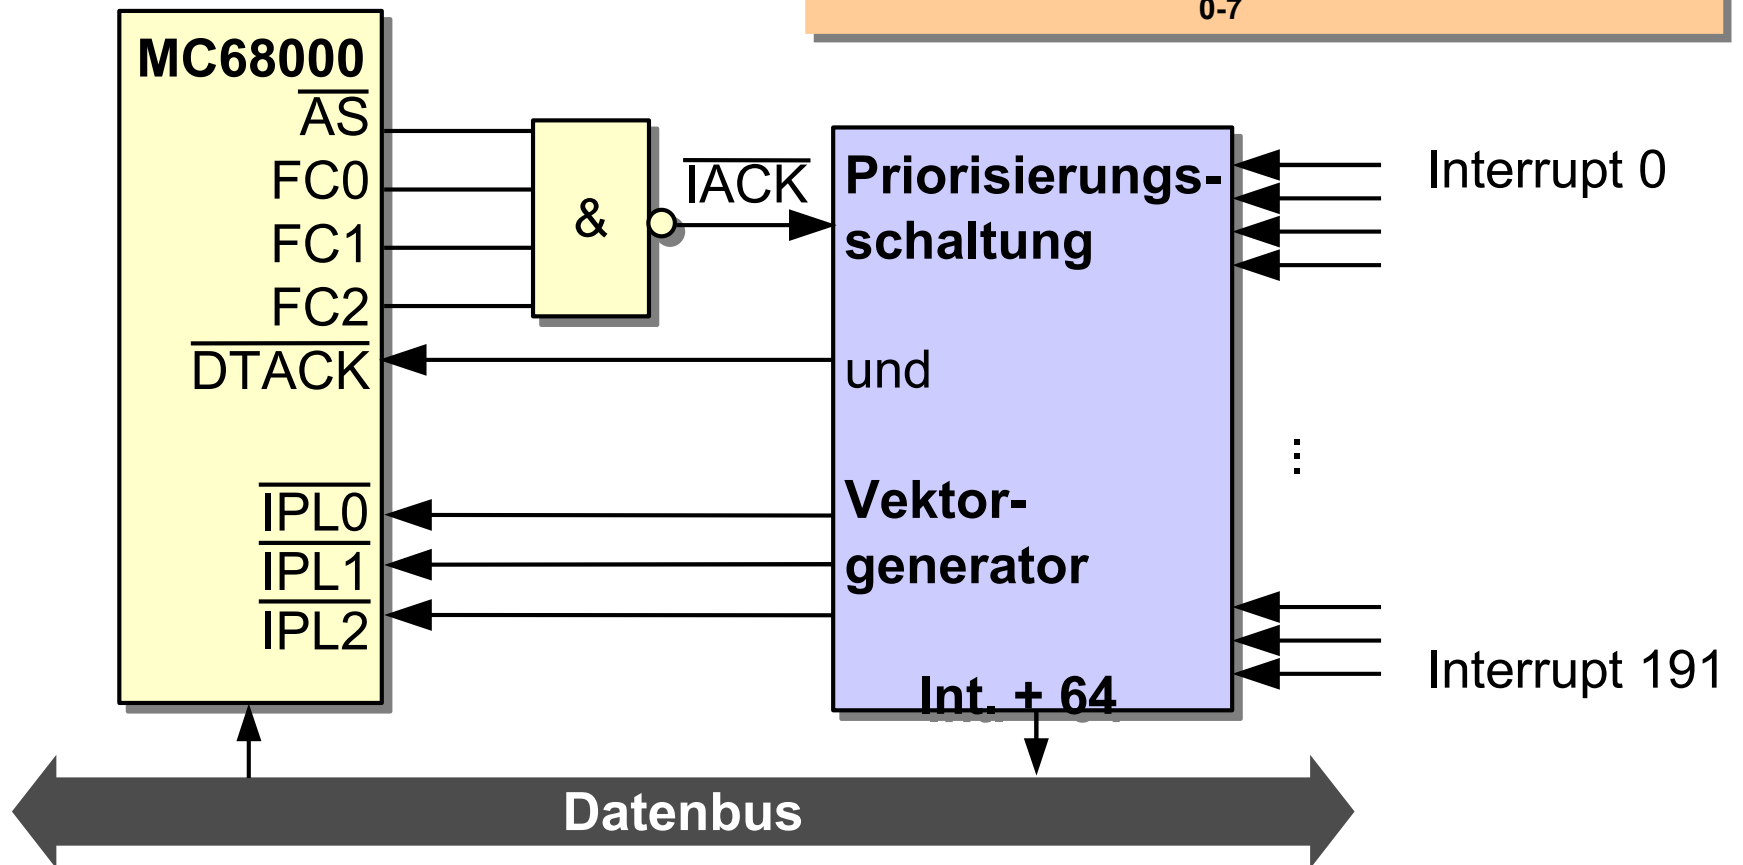 0-7
MC68000
AS
FC0
FC1
FC2
DTACK
IPL0
IPL1
IPL2
&
IACK
Priorisierungs-
schaltung
und
Vektor-
generator
Int. + 64
Interrupt 0
...
Interrupt 191
Datenbus